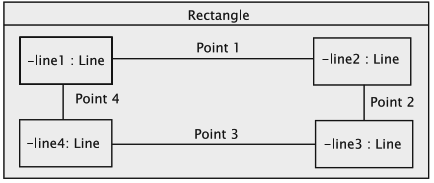 Rectangle
Point 1
-line1 : Line
-line2 : Line
Point 4
Point 2
Point 3
-line4: Line
-line3 : Line